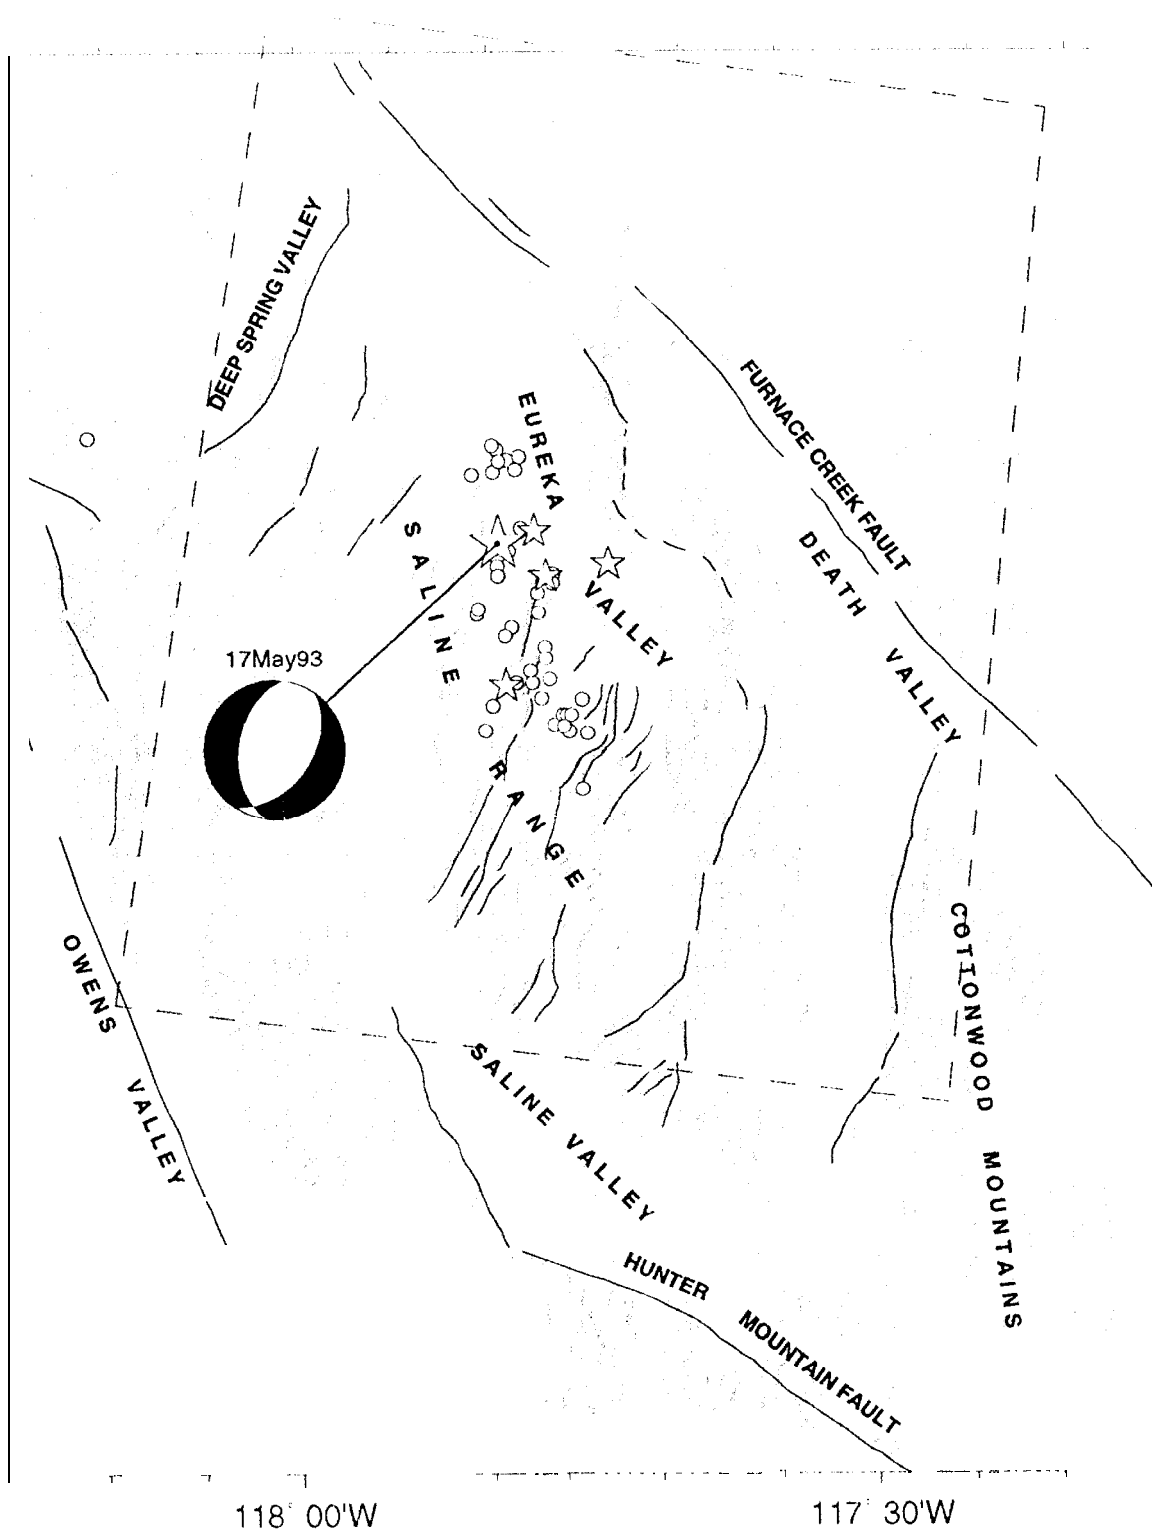 DEEP SPRING VALLEY
FURNACE CREEK FAULT
EUREKA
VALLEY
DEATH
VALLEY
SALINE
RANGE
17May93
OWENS
VALLEY
COTTONWOOD
MOUNTAINS
SALINE VALLEY
HUNTER
MOUNTAIN FAULT
118° 00'W
117° 30'W